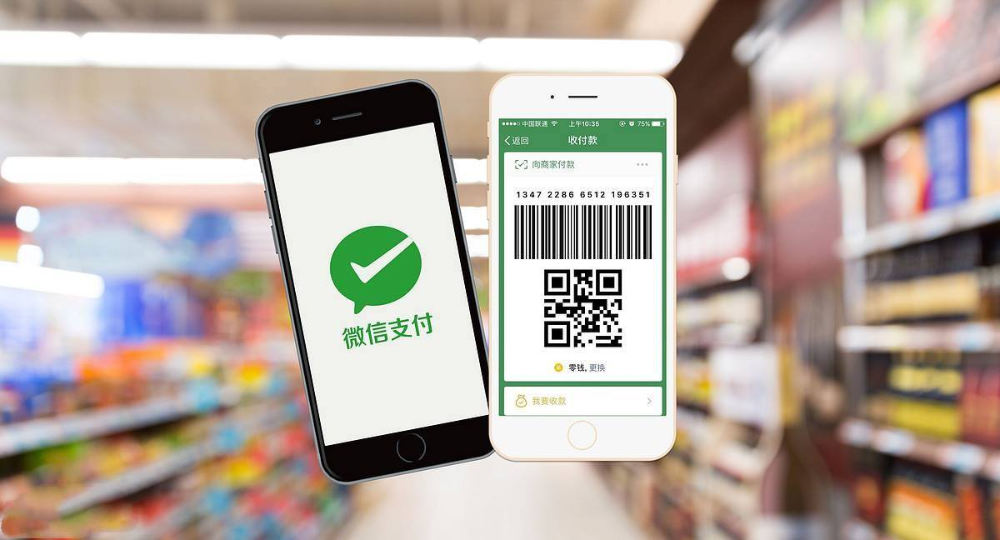 微信支付
中国联通 上午10:35 75%
返回 收付款
向商家付款
1347 2286 6512 196351
零钱, 更换
我要收款